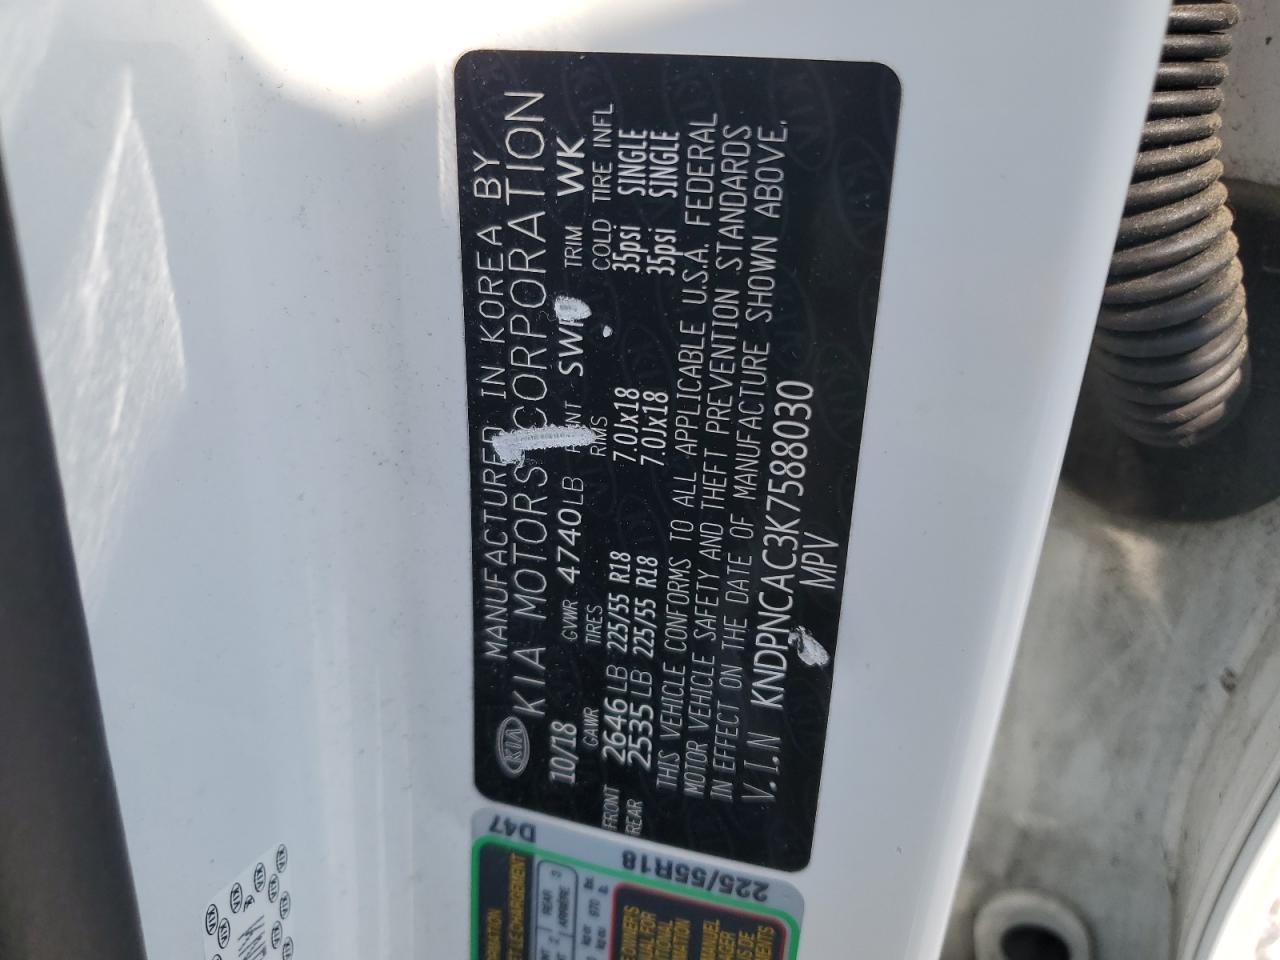 MANUFACTURED IN KOREA BY
KIA KIA MOTORS CORPORATION
10/18 GVWR 4740LB PAINT SWP TRIM WK
GAWR TIRES RIMS COLD TIRE INFL
FRONT 2646LB 225/55 R18 7.0Jx18 35psi SINGLE
REAR 2535LB 225/55 R18 7.0Jx18 35psi SINGLE
THIS VEHICLE CONFORMS TO ALL APPLICABLE U.S.A. FEDERAL
MOTOR VEHICLE SAFETY AND THEFT PREVENTION STANDARDS
IN EFFECT ON THE DATE OF MANUFACTURE SHOWN ABOVE.
V.I.N KNDPNCAC3K7588030
MPV
D47
225/55R18
REAR
ARRIÈRE